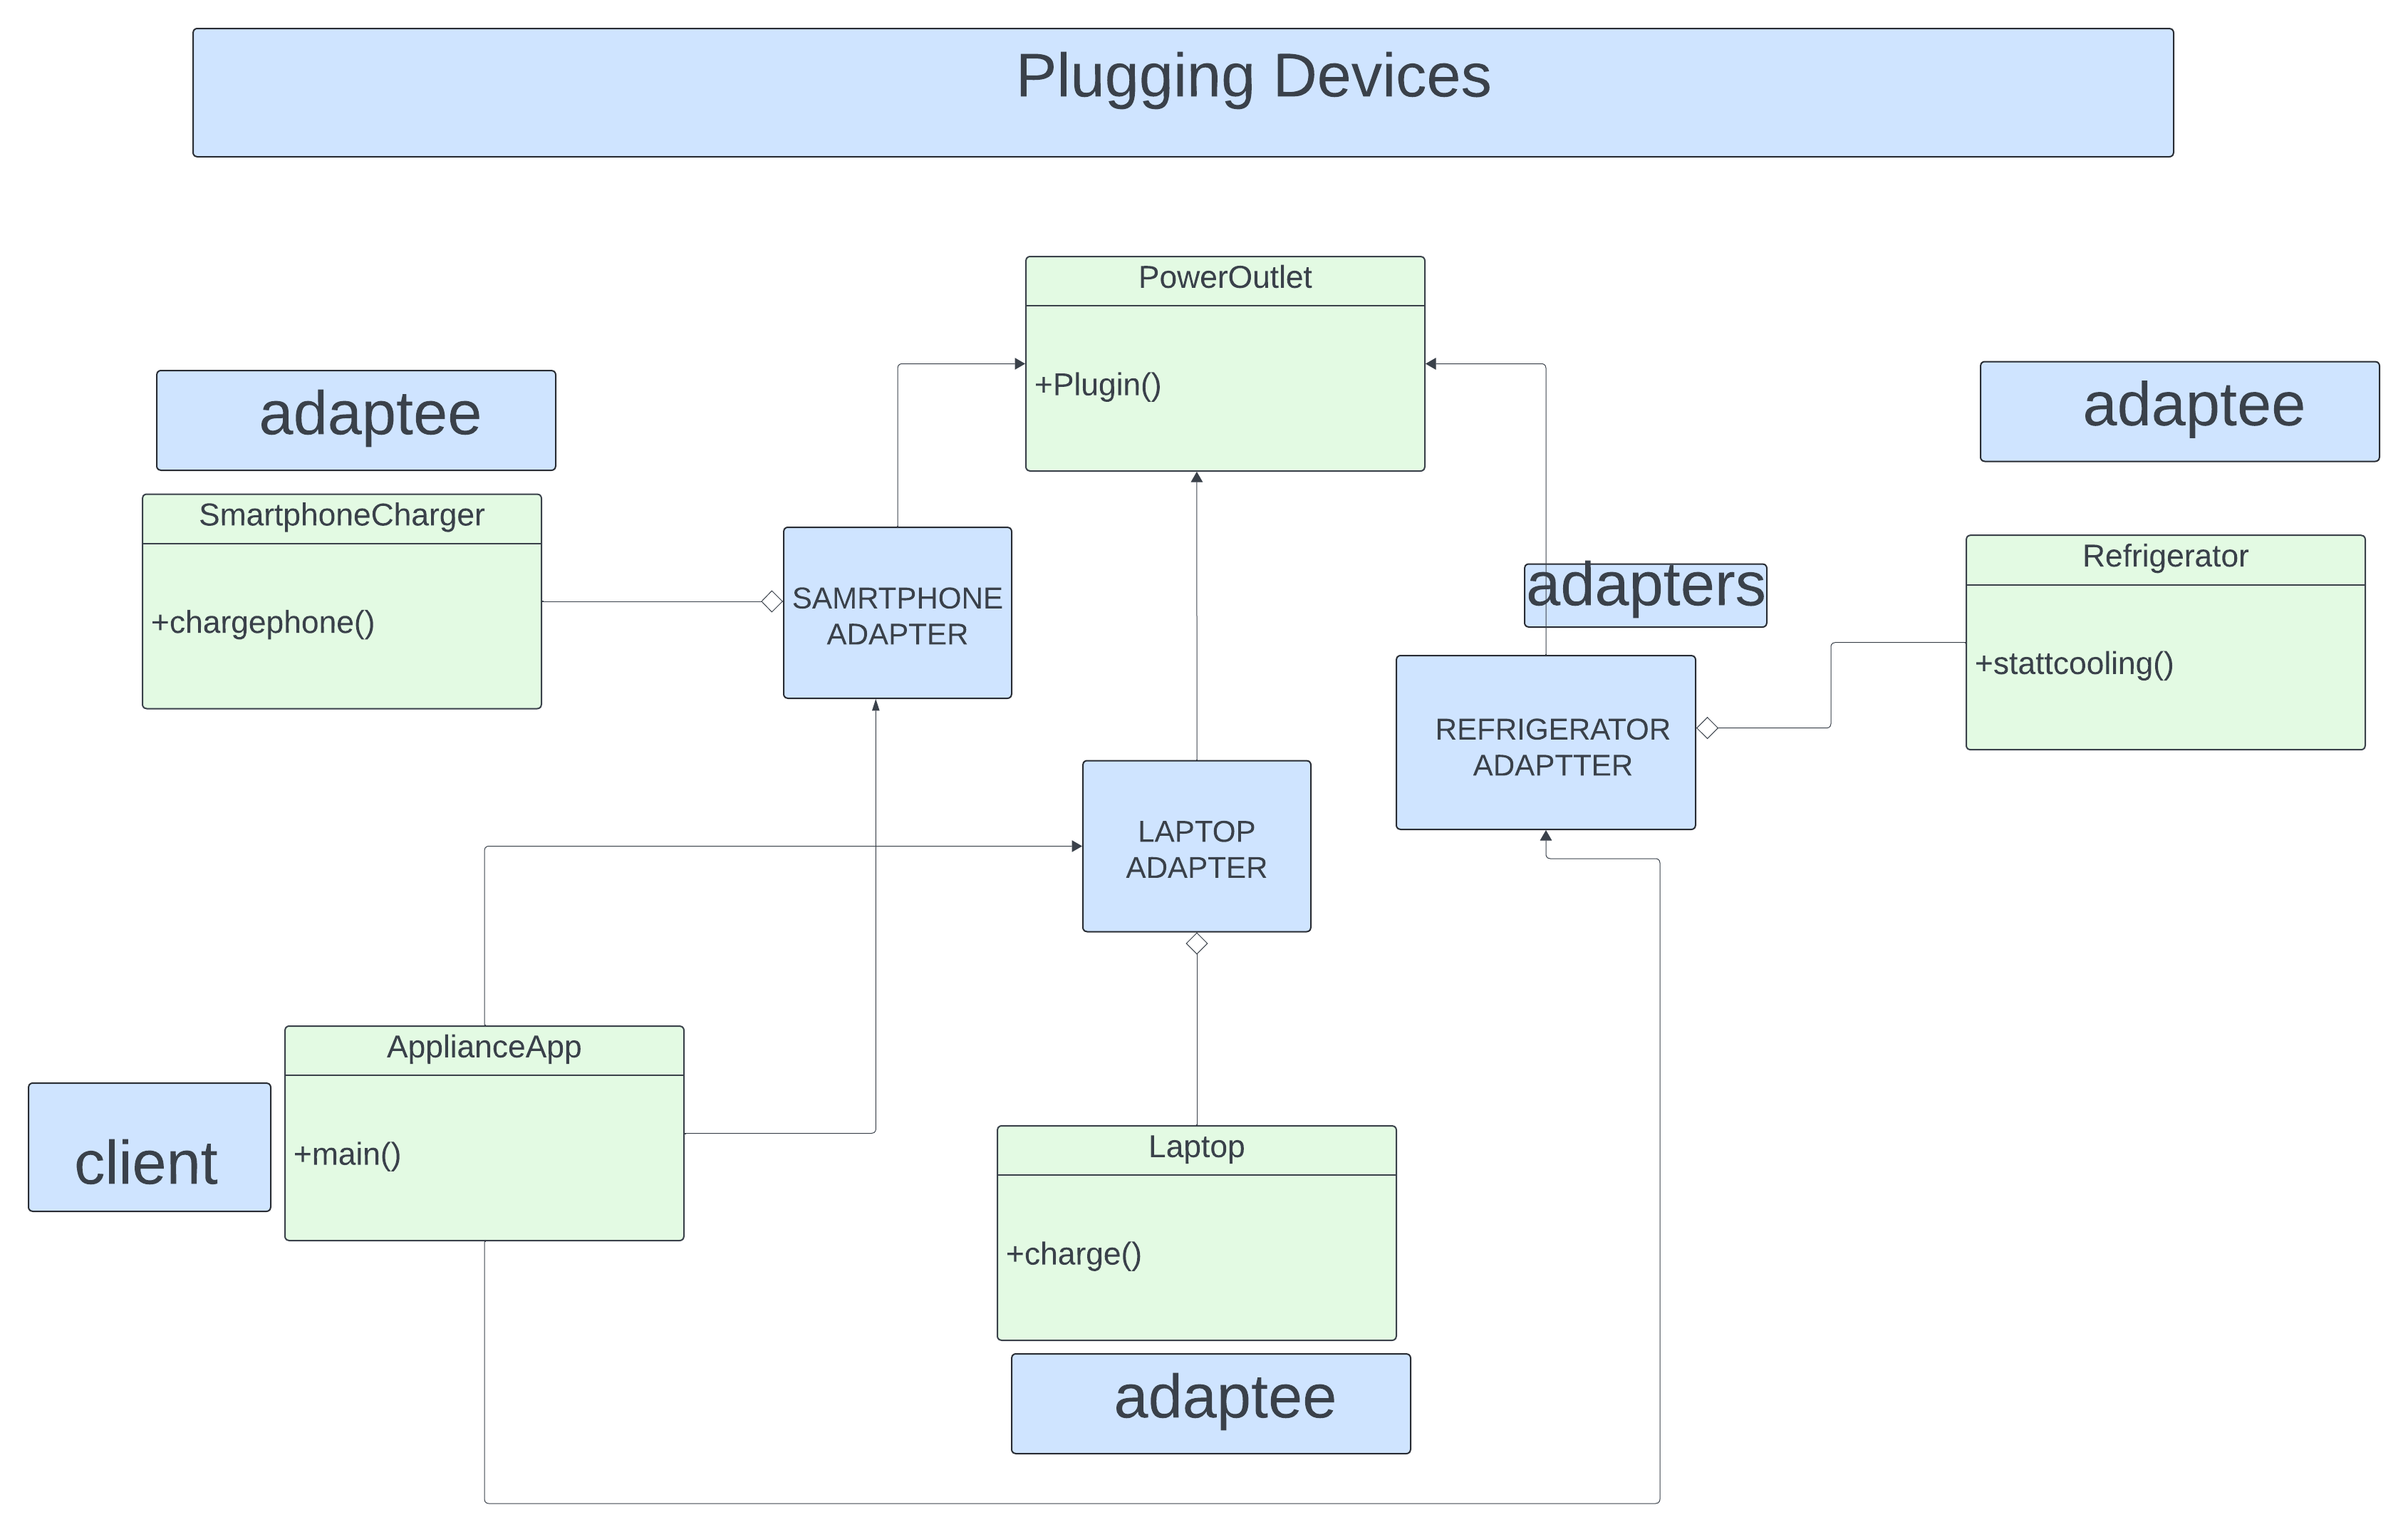 Plugging Devices
PowerOutlet
+Plugin()
adaptee
SmartphoneCharger
+chargephone()
SAMRTPHONE
ADAPTER
adapters
adaptee
Refrigerator
+stattcooling()
REFRIGERATOR
ADAPTTER
LAPTOP
ADAPTER
ApplianceApp
+main()
client
Laptop
+charge()
adaptee